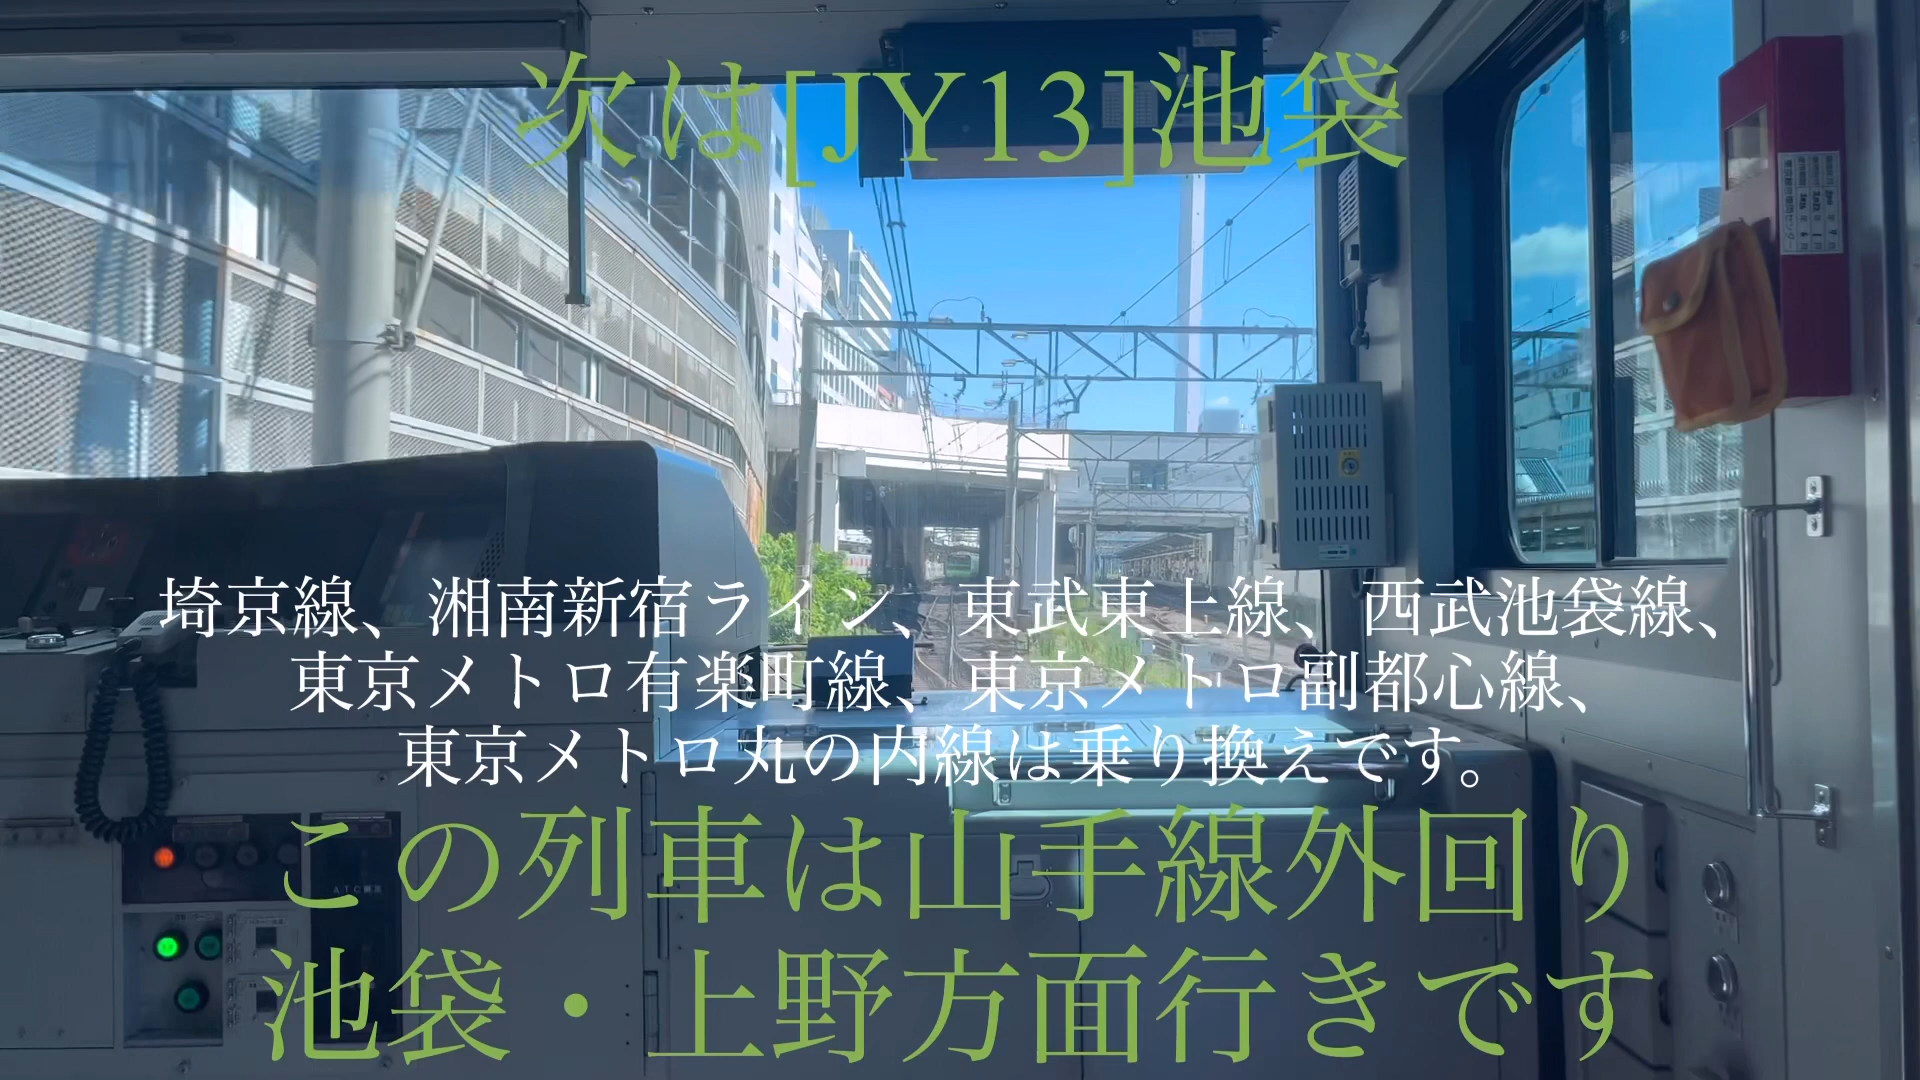 次は[JY13]池袋
埼京線、湘南新宿ライン、東武東上線、西武池袋線、
東京メトロ有楽町線、東京メトロ副都心線、
東京メトロ丸の内線は乗り換えです。
この列車は山手線外回り
池袋・上野方面行きです